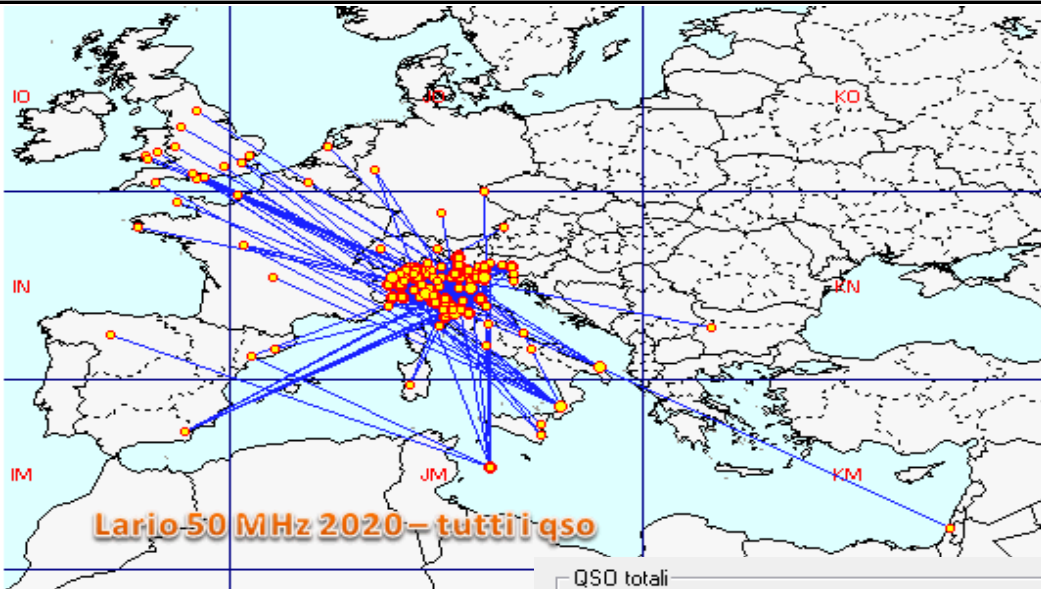 IO
JO
KO
IN
KN
IM
JM
KM
Lario 50 MHz 2020 – tutti i qso
QSO totali